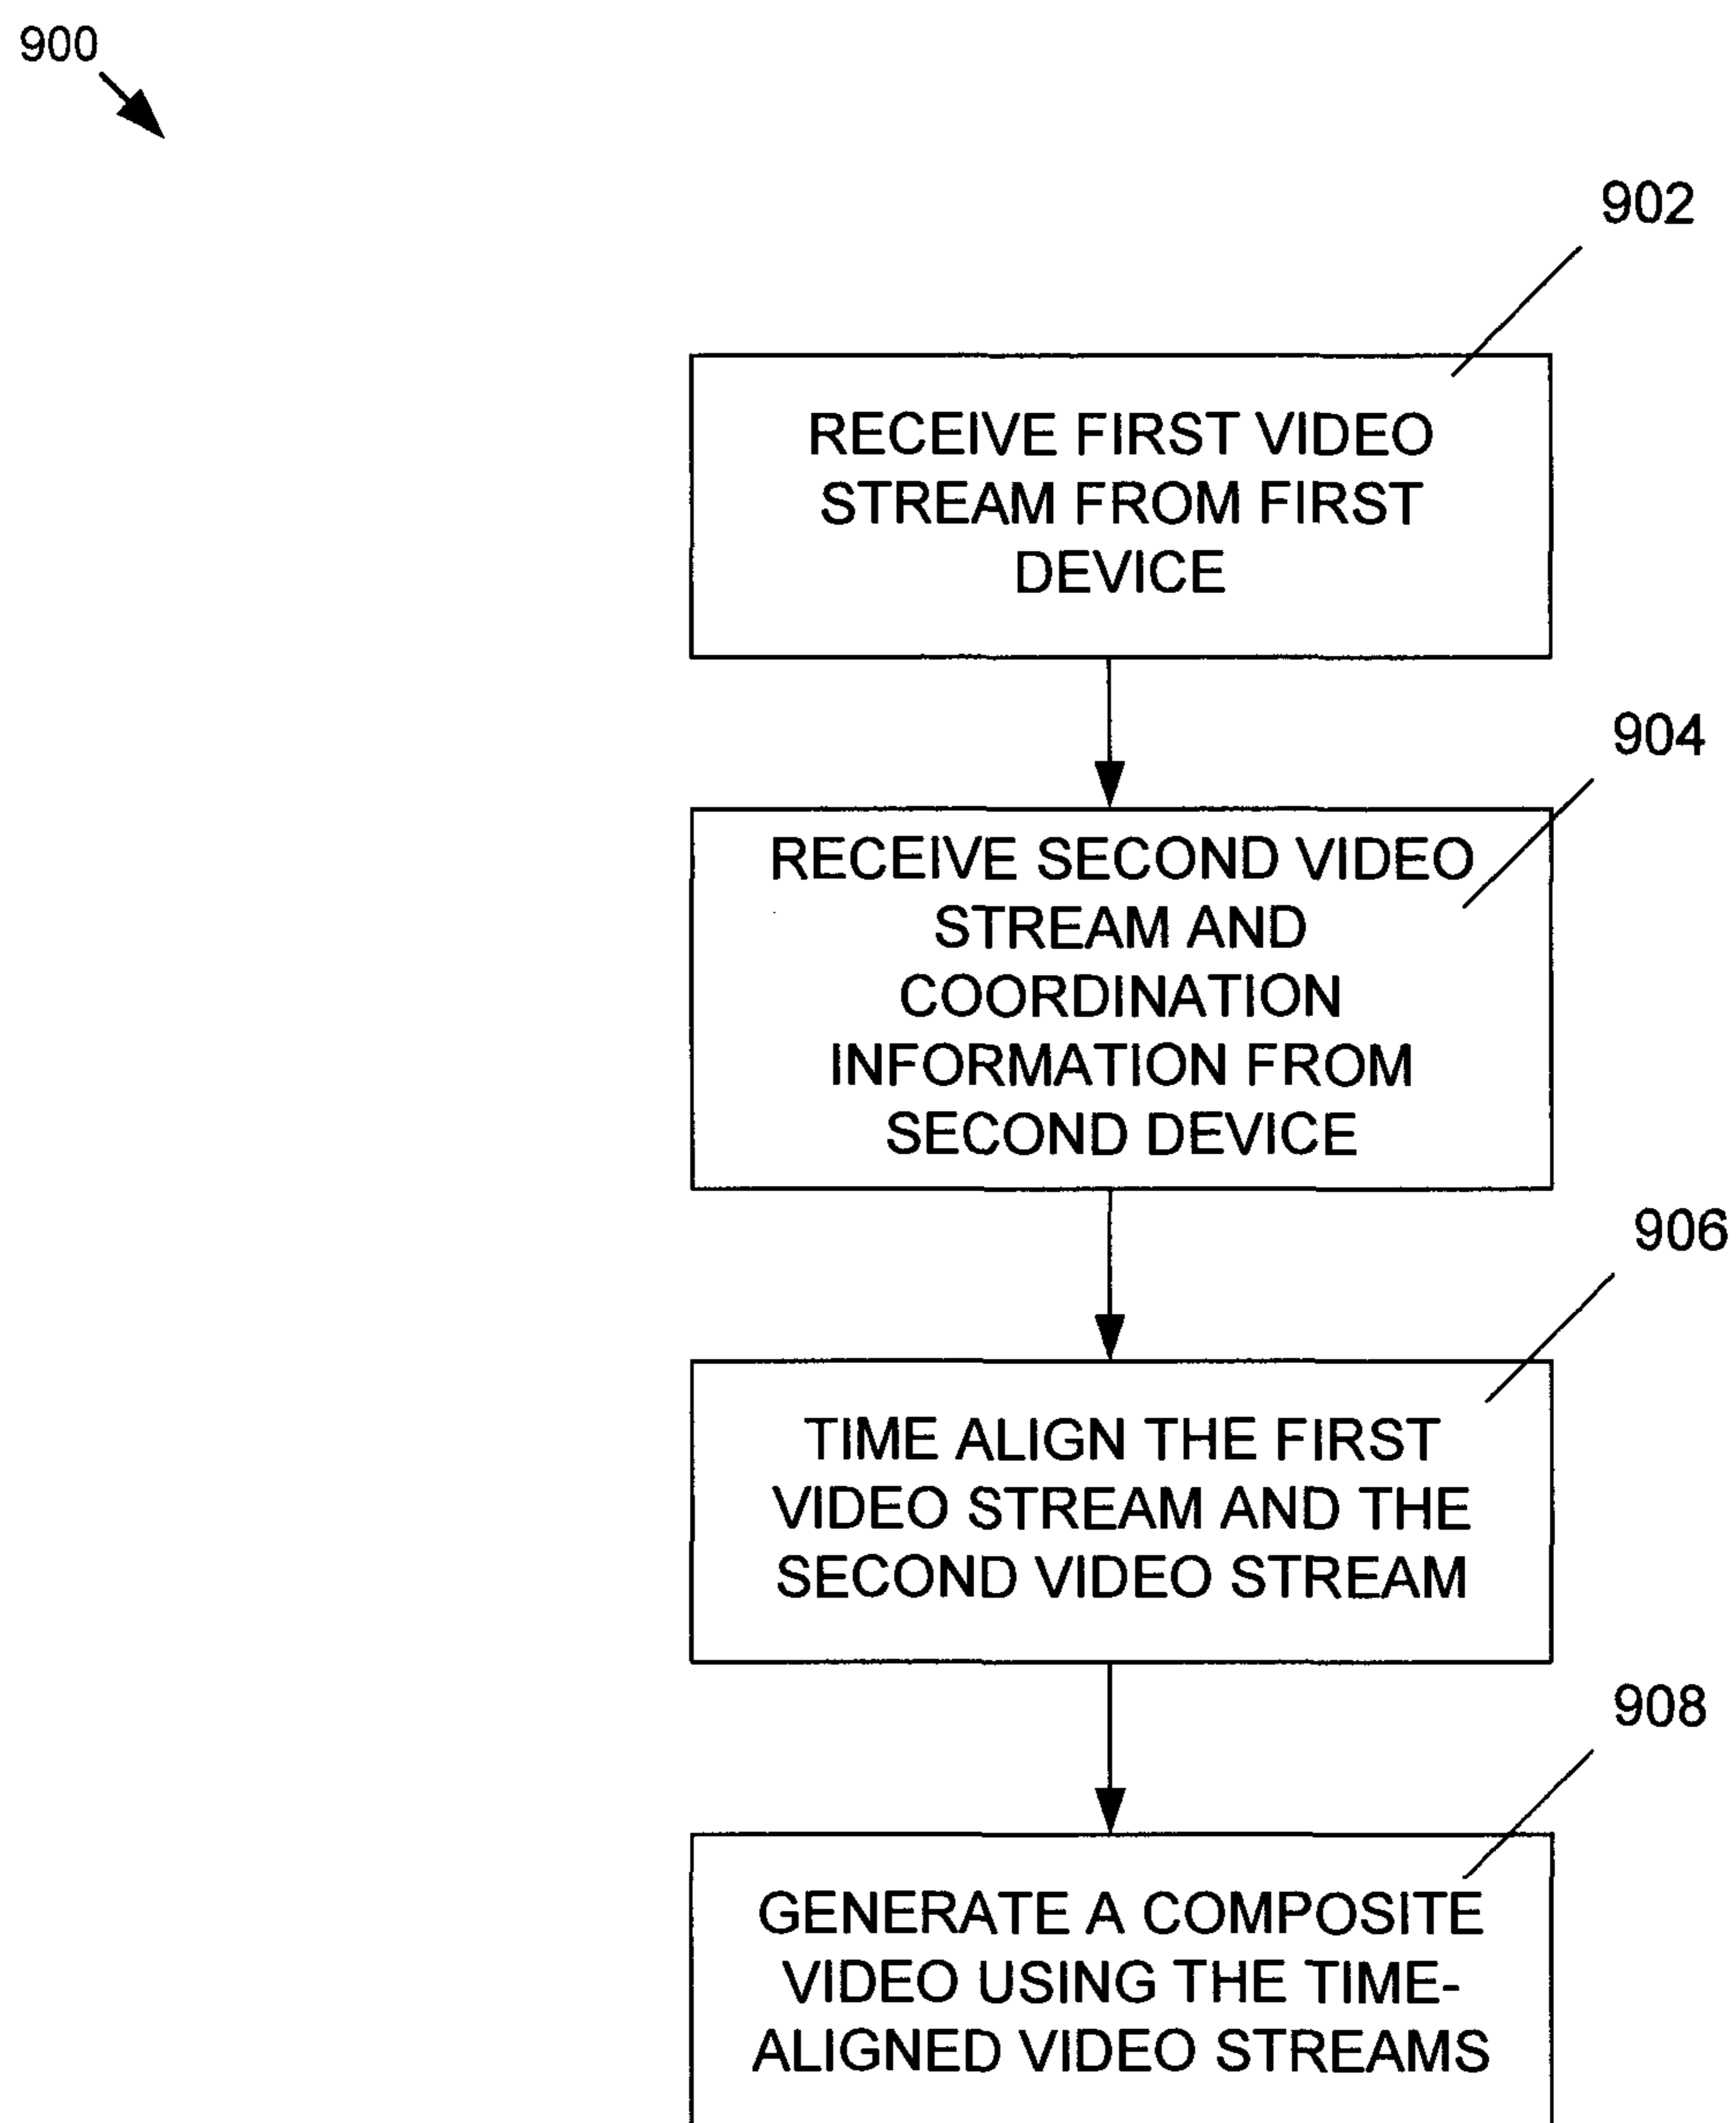 900
902
RECEIVE FIRST VIDEO
STREAM FROM FIRST
DEVICE
904
RECEIVE SECOND VIDEO
STREAM AND
COORDINATION
INFORMATION FROM
SECOND DEVICE
906
TIME ALIGN THE FIRST
VIDEO STREAM AND THE
SECOND VIDEO STREAM
908
GENERATE A COMPOSITE
VIDEO USING THE TIME-
ALIGNED VIDEO STREAMS